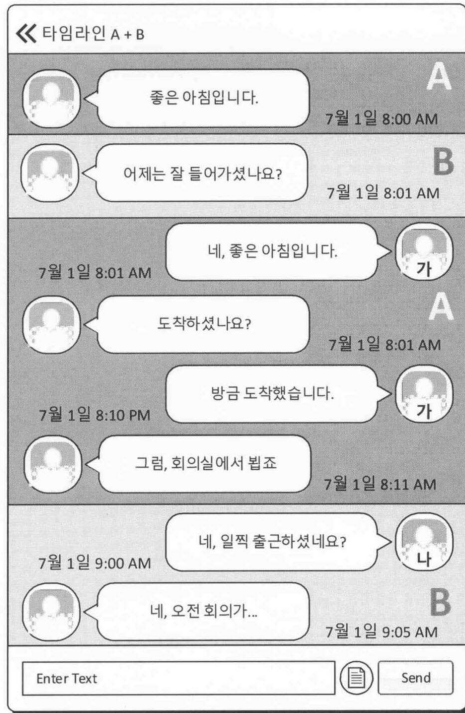 타임라인 A + B
A
좋은 아침입니다.
7월 1일 8:00 AM
B
어제는 잘 들어가셨나요?
7월 1일 8:01 AM
네, 좋은 아침입니다.
가
7월 1일 8:01 AM
A
도착하셨나요?
7월 1일 8:01 AM
방금 도착했습니다.
가
7월 1일 8:10 PM
그럼, 회의실에서 뵙죠
7월 1일 8:11 AM
네, 일찍 출근하셨네요?
나
7월 1일 9:00 AM
B
네, 오전 회의가...
7월 1일 9:05 AM
Enter Text
Send